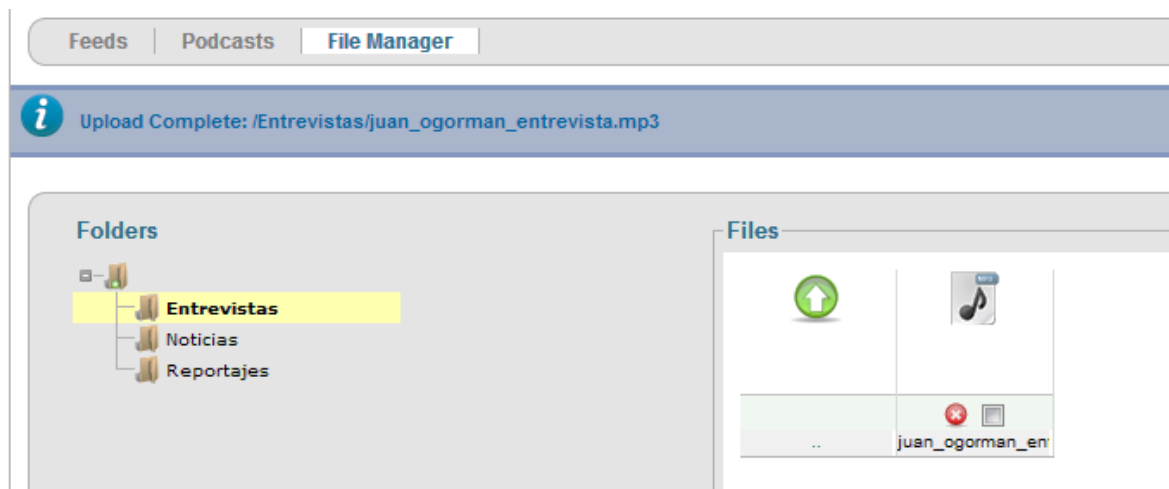 Feeds Podcasts File Manager
Upload Complete: /Entrevistas/juan_ogorman_entrevista.mp3
Folders
Entrevistas
Noticias
Reportajes
Files
..
juan_ogorman_en